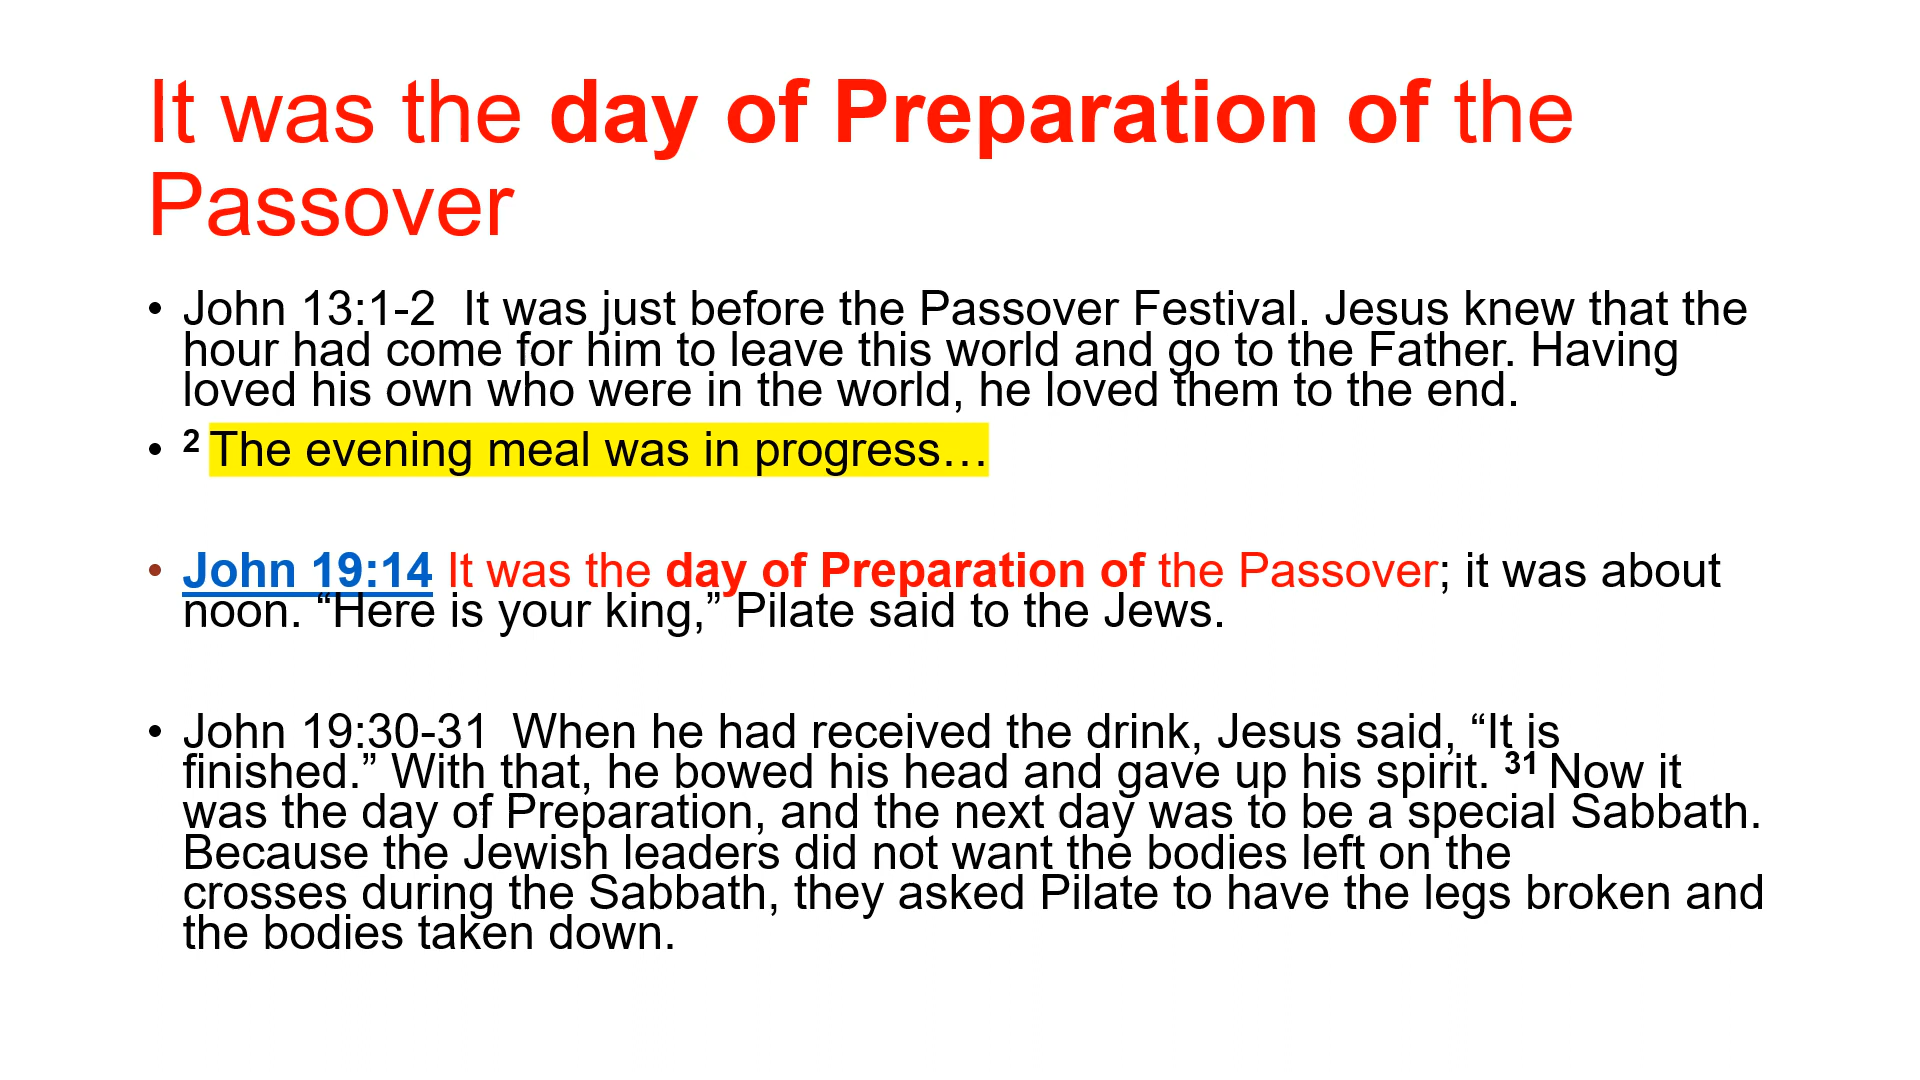 It was the day of Preparation of the
Passover
• John 13:1-2  It was just before the Passover Festival. Jesus knew that the
hour had come for him to leave this world and go to the Father. Having
loved his own who were in the world, he loved them to the end.
• 2 The evening meal was in progress…
• John 19:14 It was the day of Preparation of the Passover; it was about
noon. “Here is your king,” Pilate said to the Jews.
• John 19:30-31  When he had received the drink, Jesus said, “It is
finished.” With that, he bowed his head and gave up his spirit. 31 Now it
was the day of Preparation, and the next day was to be a special Sabbath.
Because the Jewish leaders did not want the bodies left on the
crosses during the Sabbath, they asked Pilate to have the legs broken and
the bodies taken down.